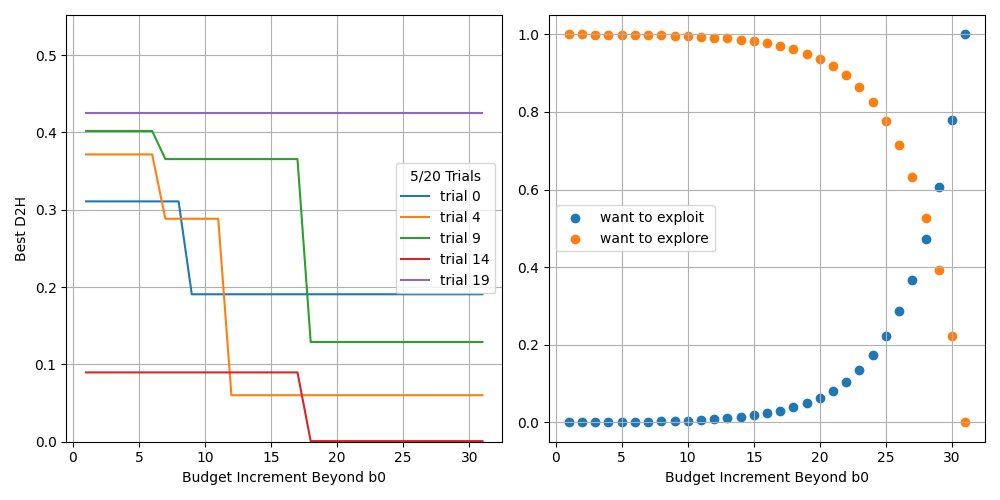 0.5
0.4
0.3
0.2
0.1
0.0
Best D2H
0
5
10
15
20
25
30
Budget Increment Beyond b0
5/20 Trials
trial 0
trial 4
trial 9
trial 14
trial 19
1.0
0.8
0.6
0.4
0.2
0.0
0
5
10
15
20
25
30
Budget Increment Beyond b0
want to exploit
want to explore